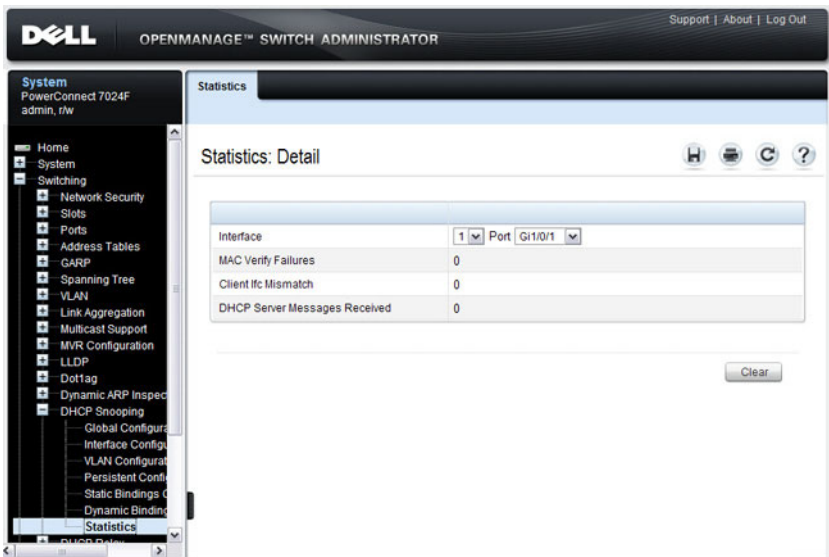 Support | About | Log Out
DELL OPENMANAGE™ SWITCH ADMINISTRATOR
System
PowerConnect 7024F
admin, r/w
Home
System
Switching
Network Security
Slots
Ports
Address Tables
GARP
Spanning Tree
VLAN
Link Aggregation
Multicast Support
MVR Configuration
LLDP
Dot1ag
Dynamic ARP Inspec
DHCP Snooping
Global Configura
Interface Configu
VLAN Configurat
Persistent Confi
Static Bindings C
Dynamic Binding
Statistics
DHCP Relay
Statistics
Statistics: Detail
Interface 1 Port Gi1/0/1
MAC Verify Failures 0
Client Ifc Mismatch 0
DHCP Server Messages Received 0
Clear